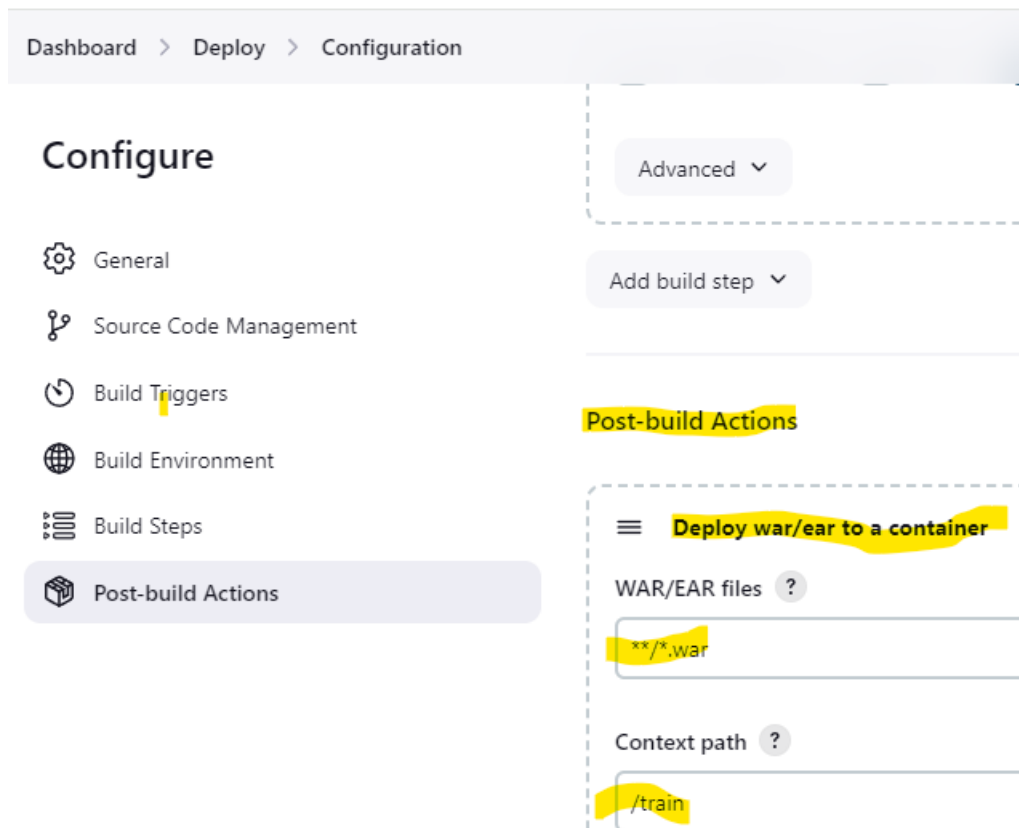 Dashboard > Deploy > Configuration
Configure
General
Source Code Management
Build Triggers
Build Environment
Build Steps
Post-build Actions
Advanced
Add build step
Post-build Actions
Deploy war/ear to a container
WAR/EAR files ?
**/*.war
Context path ?
/train